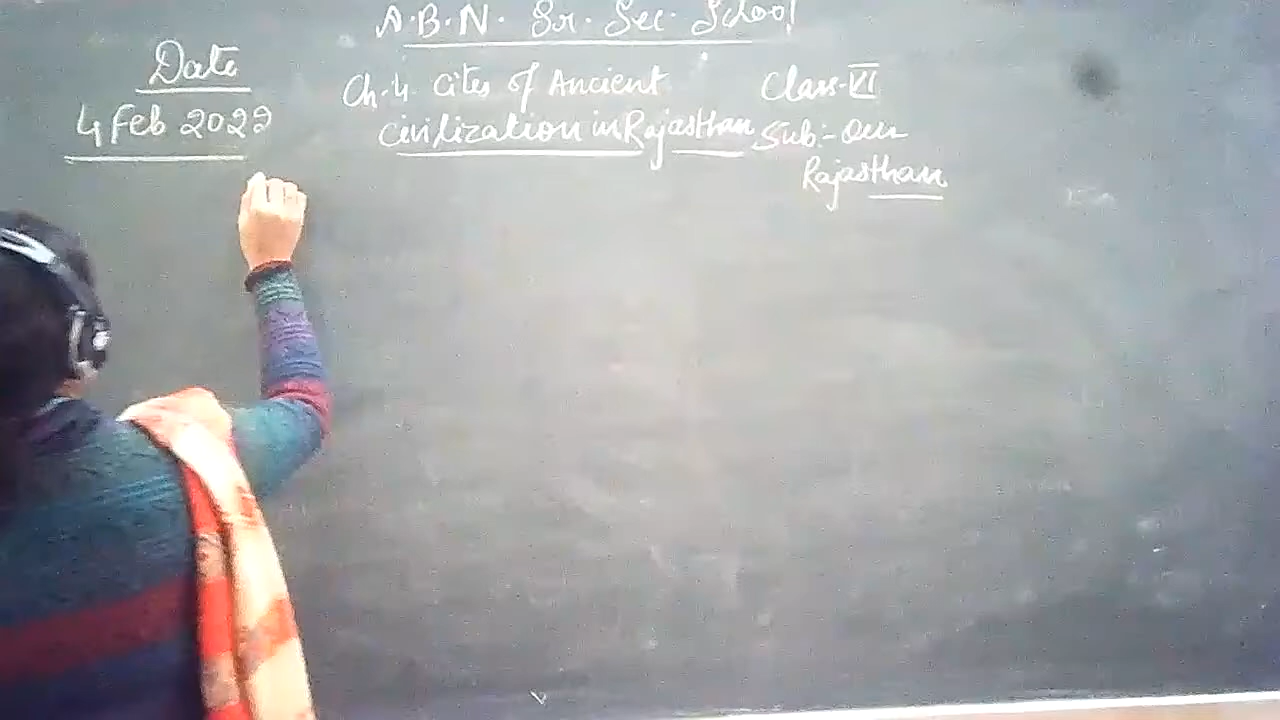 A.B.N. Sr. Sec. School
Date
4 Feb 2022
Ch.4 Cites of Ancient
Civilization in Rajasthan
Class-VI
Sub:- Our
Rajasthan